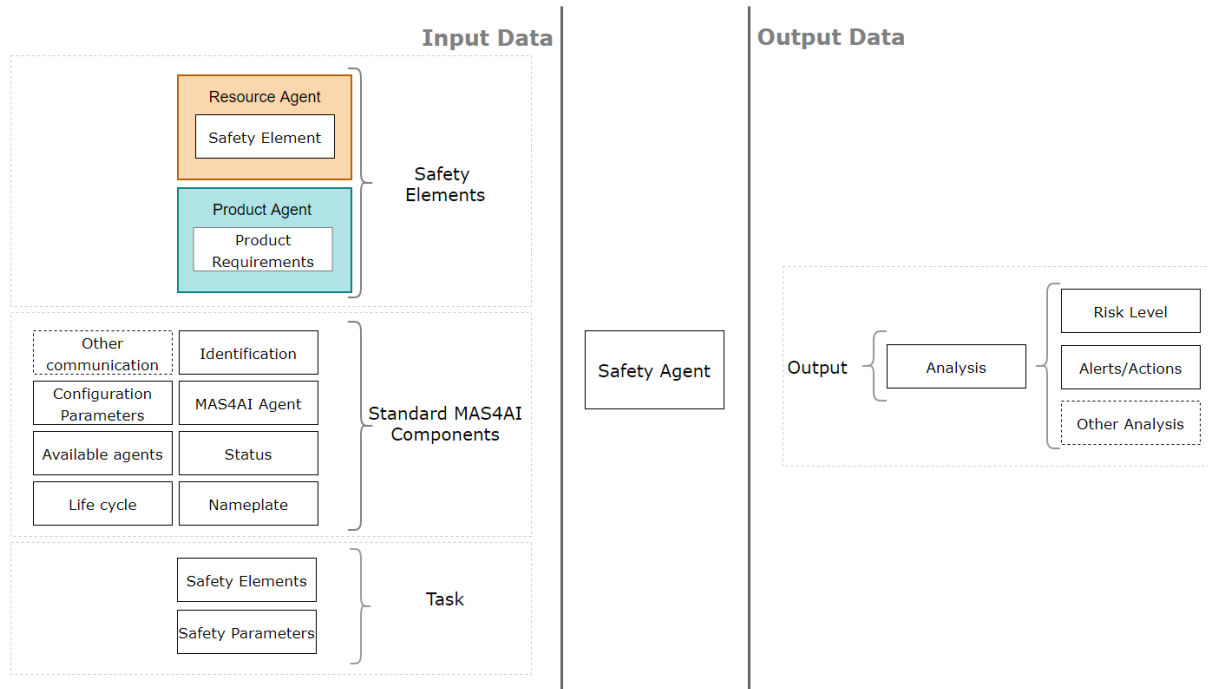 Input Data
Output Data
Resource Agent
Safety Element
Product Agent
Product
Requirements
Safety
Elements
Other
communication
Identification
Configuration
Parameters
MAS4AI Agent
Available agents
Status
Life cycle
Nameplate
Standard MAS4AI
Components
Safety Elements
Safety Parameters
Task
Safety Agent
Output
Analysis
Risk Level
Alerts/Actions
Other Analysis